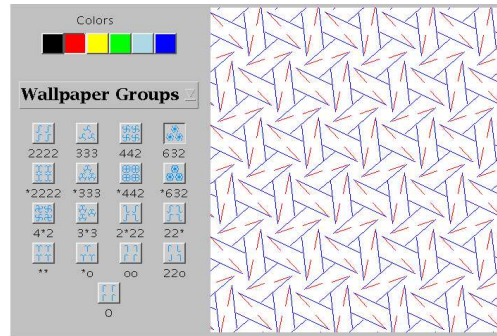 Colors
Wallpaper Groups
2222 333 442 632
*2222 *333 *442 *632
4*2 3*3 2*22 22*
** *o oo 22o
O